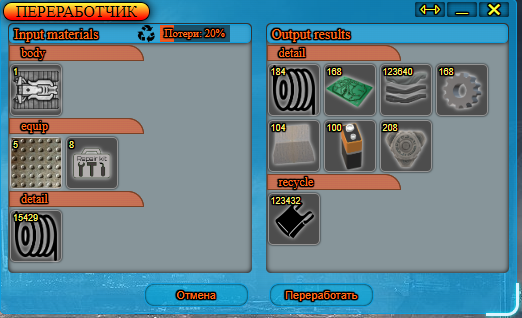 ПЕРЕРАБОТЧИК
Input materials
Потери: 20%
body
1
equip
5
8
Repair kit
detail
15429
Output results
detail
184
168
123640
168
104
100
208
recycle
123432
Отмена
Переработать